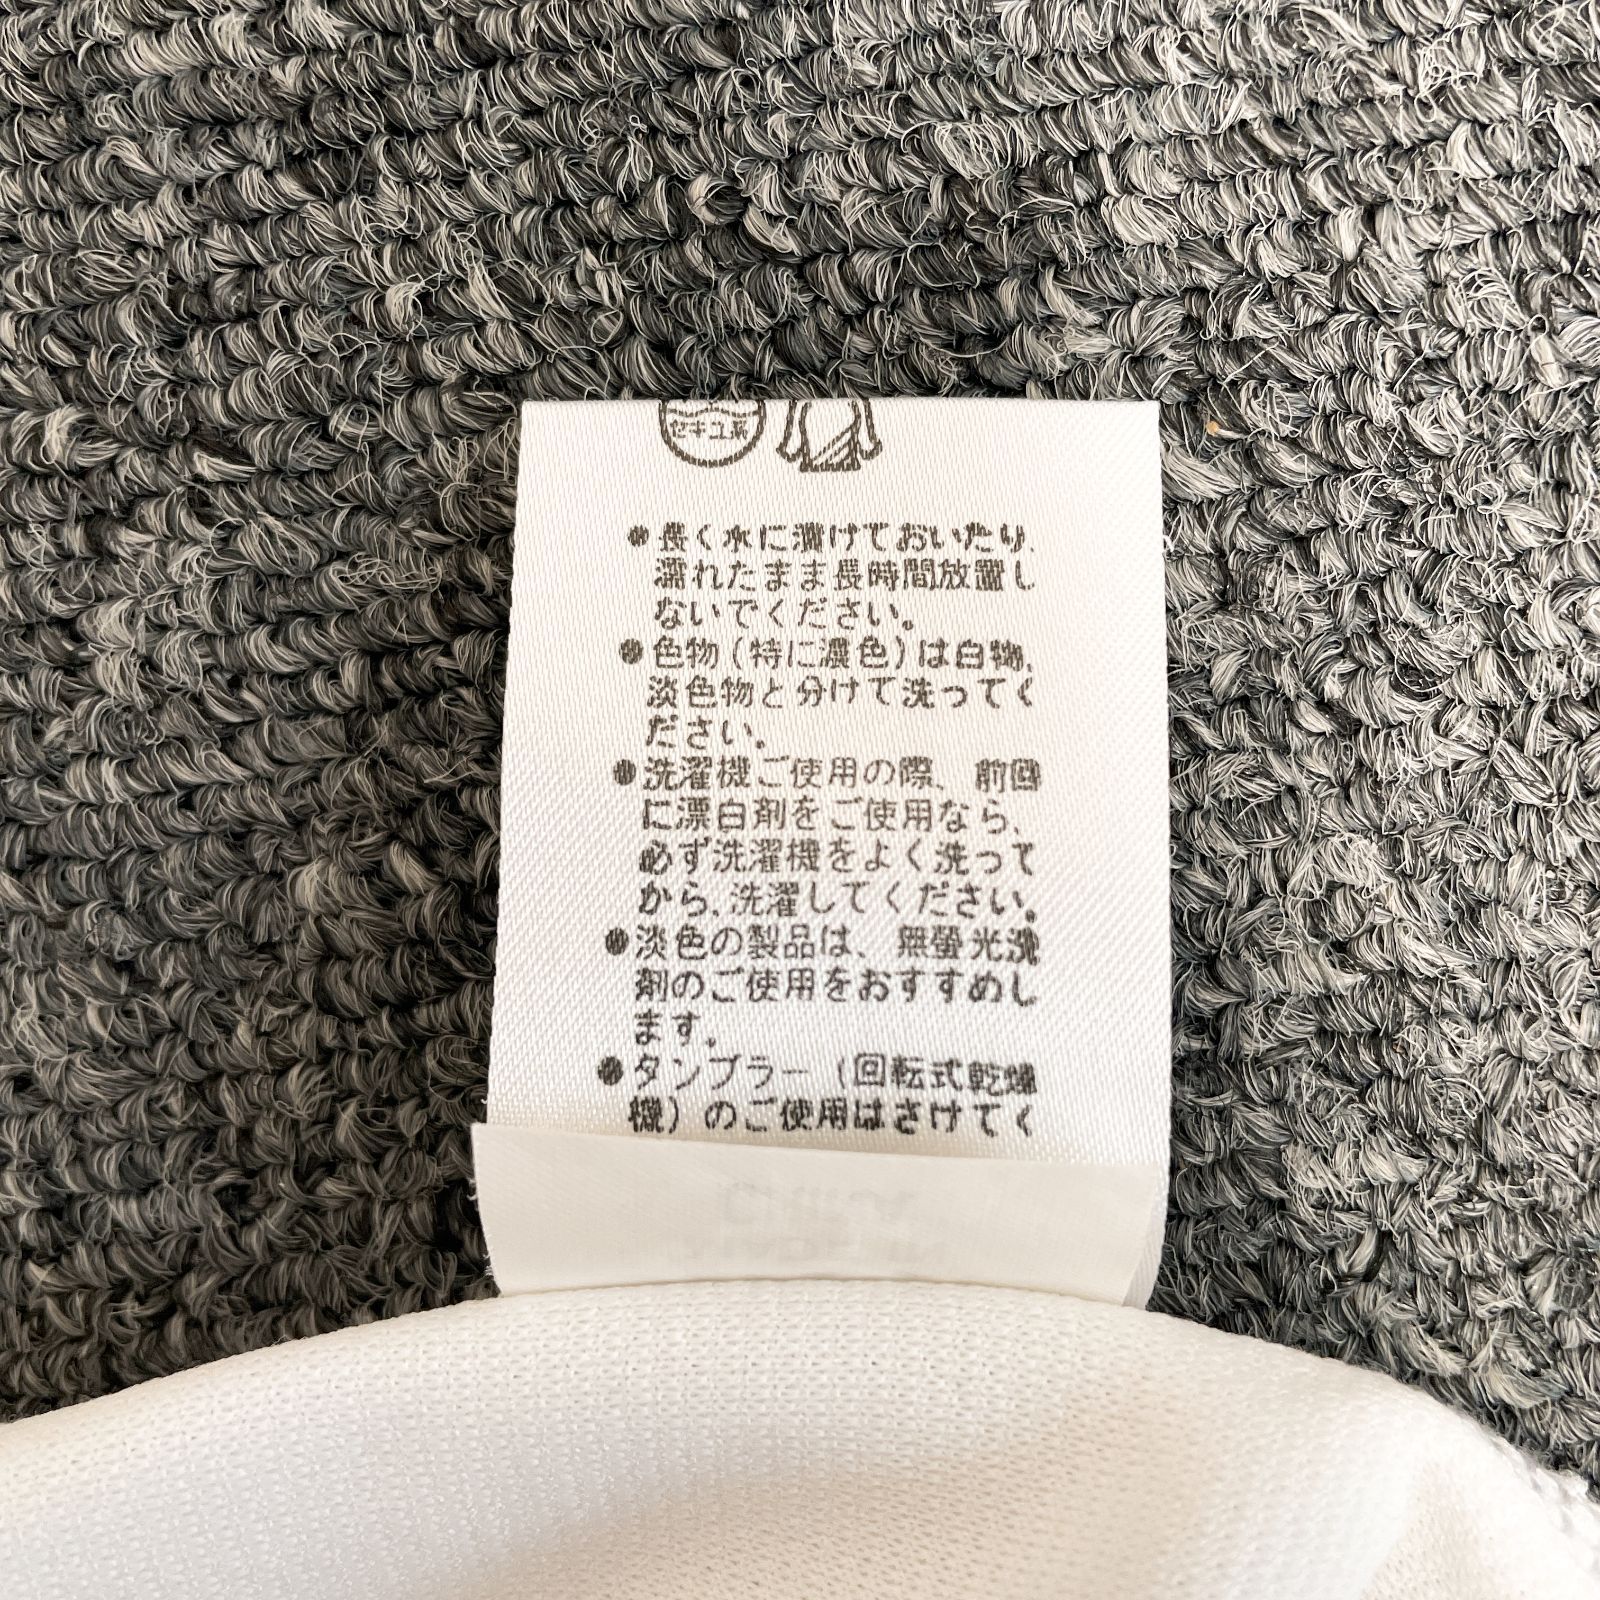 セキユ系
●長く水に漬けておいたり、
濡れたまま長時間放置し
ないでください。
●色物(特に濃色)は白物、
淡色物と分けて洗ってく
ださい。
●洗濯機ご使用の際、前回
に漂白剤をご使用なら、
必ず洗濯機をよく洗って
から、洗濯してください。
●淡色の製品は、無螢光洗
剤のご使用をおすすめし
ます。
●タンブラー(回転式乾燥
機)のご使用はさけてく